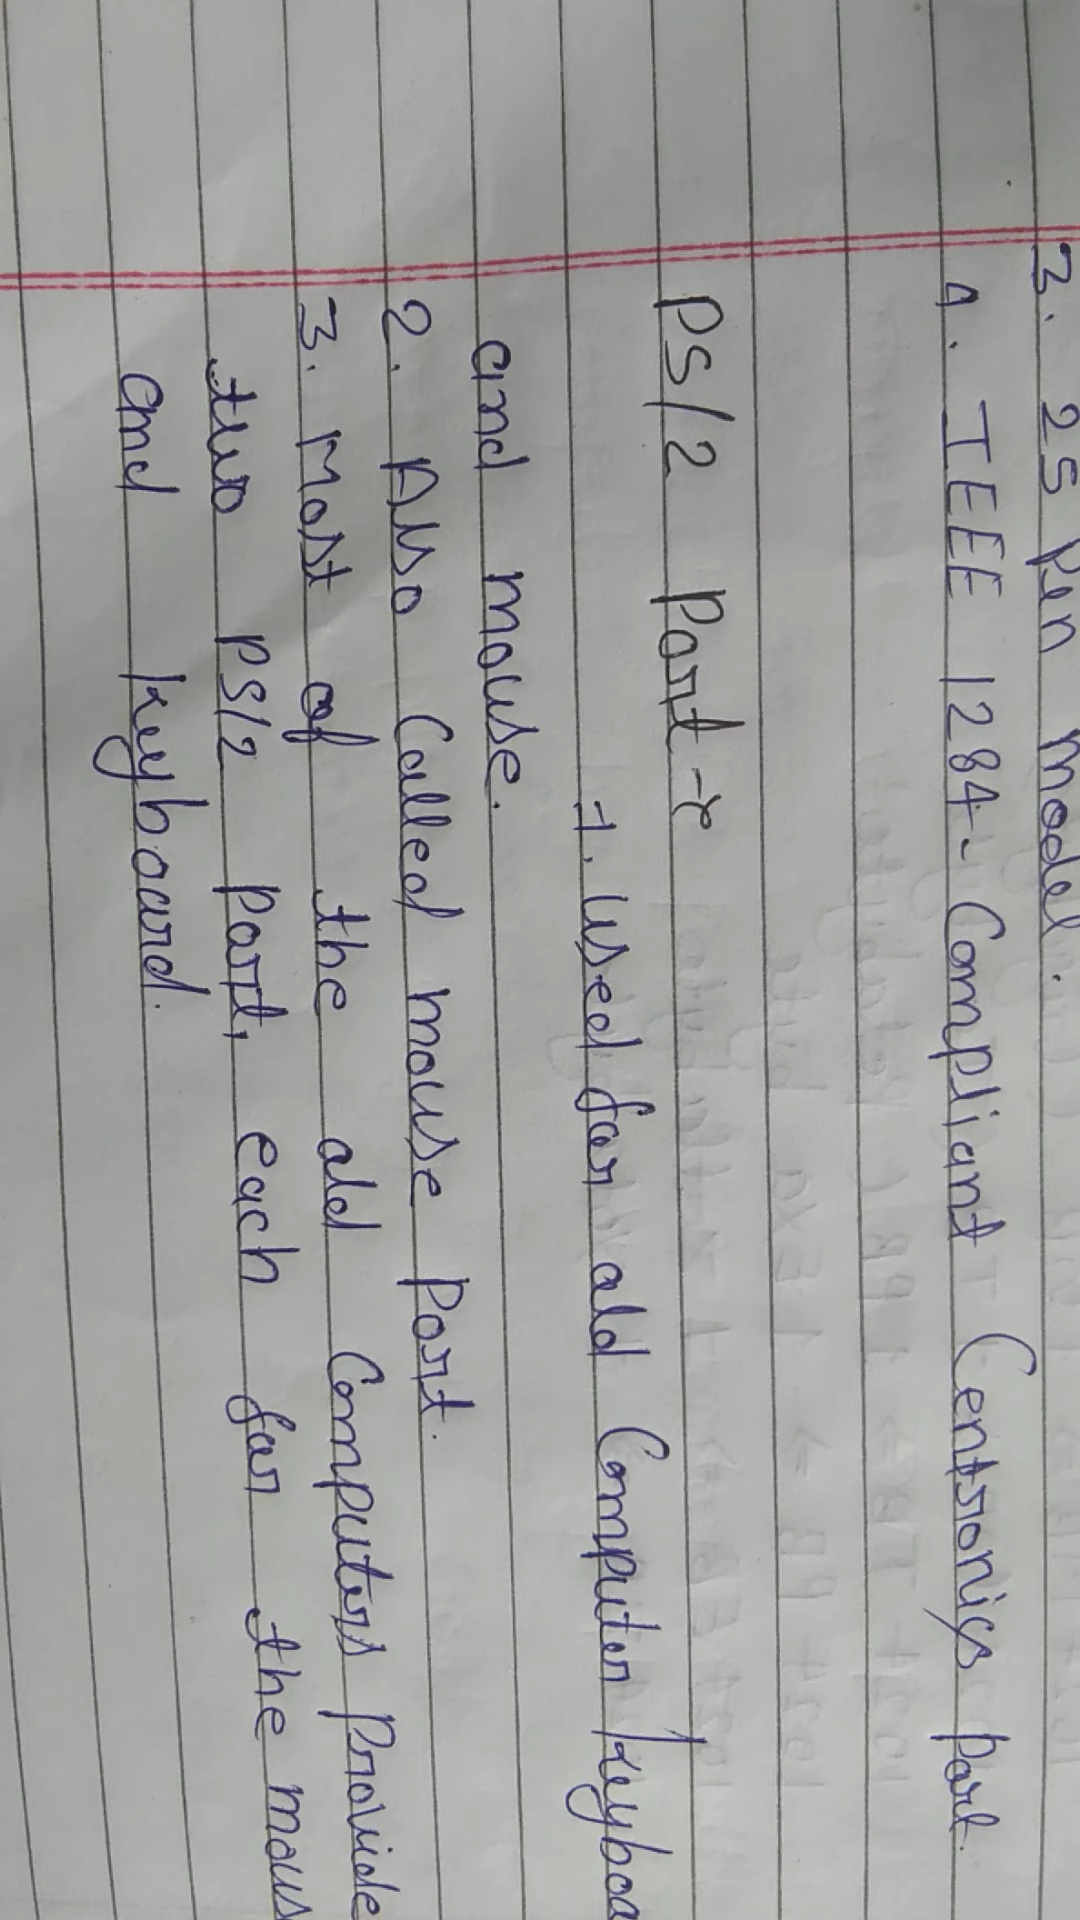 3. 25 Pin model.
4. IEEE 1284-Compliant Centronics Port.
PS/2 Port →
1. Used for old Computer keyboa
and mouse.
2. Also Called mouse Port.
3. Most of the old Computers Provide
two PS/2 Port, each for the mous
and keyboard.